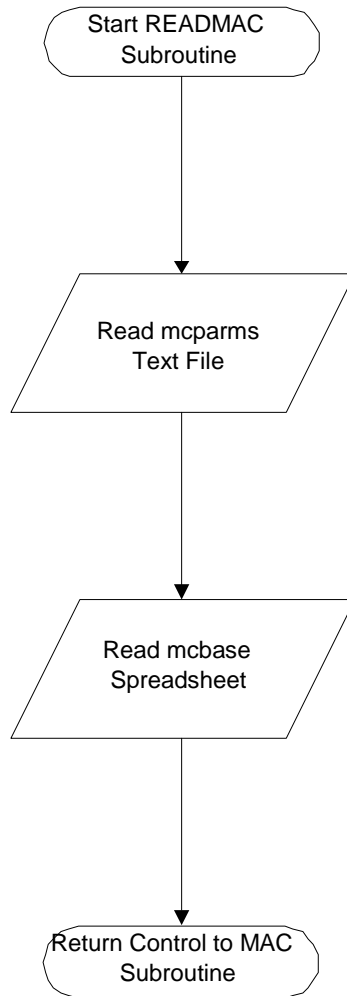 Start READMAC
Subroutine
Read mcparms
Text File
Read mcbase
Spreadsheet
Return Control to MAC
Subroutine